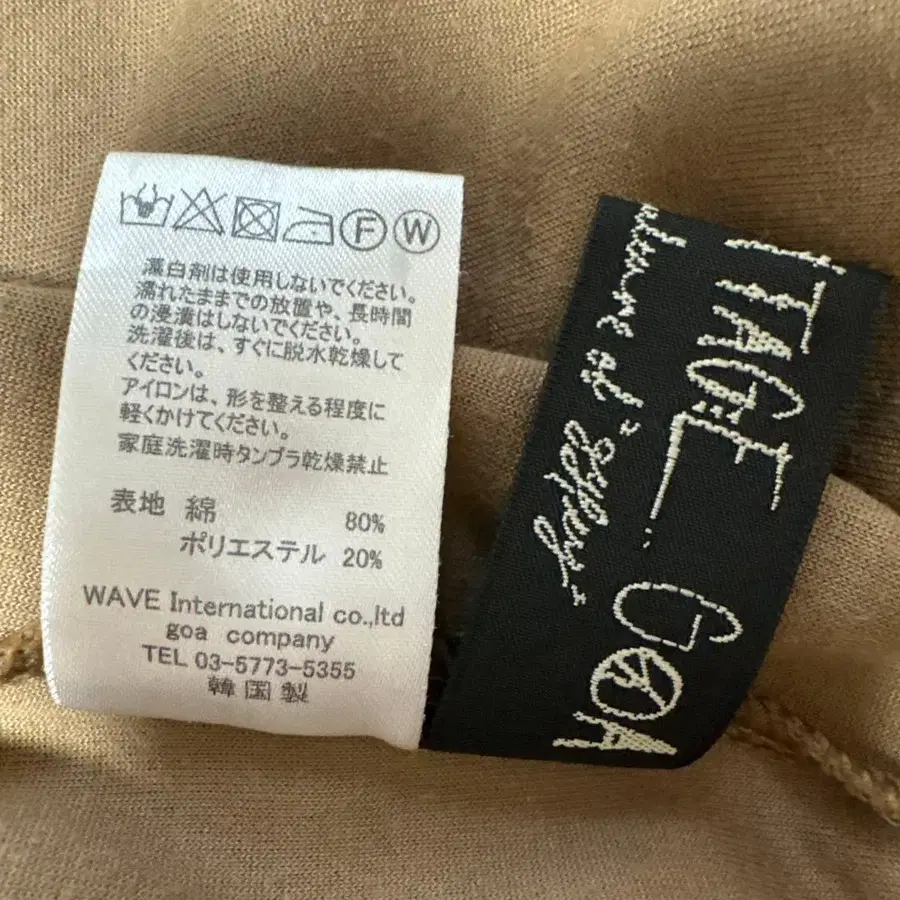 F W
漂白剤は使用しないでください。
濡れたままでの放置や、長時間
の浸漬はしないでください。
洗濯後は、すぐに脱水乾燥して
ください。
アイロンは、形を整える程度に
軽くかけてください。
家庭洗濯時タンブラ乾燥禁止
表地 綿 80%
ポリエステル 20%
WAVE International co.,ltd
goa company
TEL 03-5773-5355
韓国製
TAGE
GOA
of "gypsy"